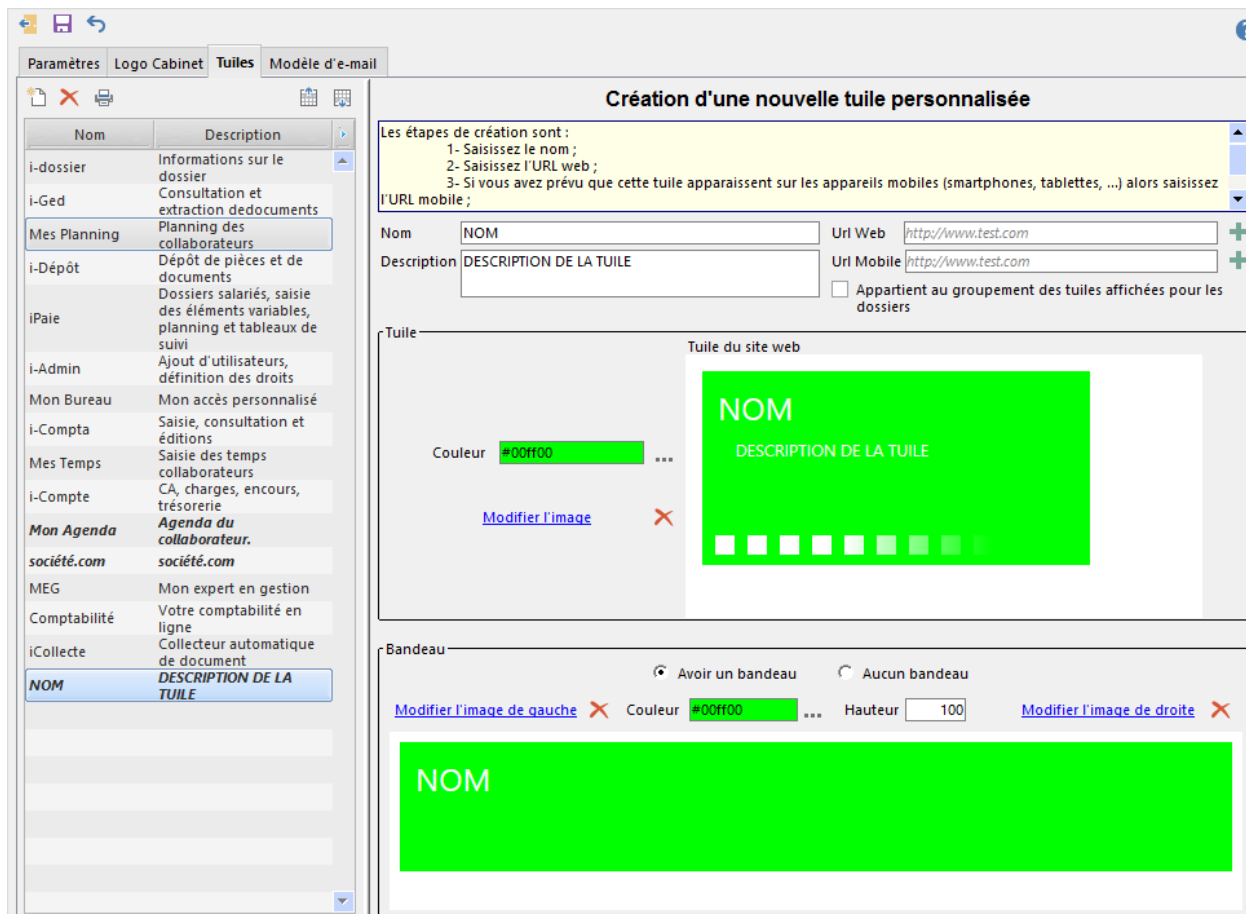 Paramètres Logo Cabinet Tuiles Modèle d'e-mail
Nom Description
i-dossier Informations sur le
dossier
i-Ged Consultation et
extraction dedocuments
Mes Planning Planning des
collaborateurs
i-Dépôt Dépôt de pièces et de
documents
iPaie Dossiers salariés, saisie
des éléments variables,
planning et tableaux de
suivi
i-Admin Ajout d'utilisateurs,
définition des droits
Mon Bureau Mon accès personnalisé
i-Compta Saisie, consultation et
éditions
Mes Temps Saisie des temps
collaborateurs
i-Compte CA, charges, encours,
trésorerie
Mon Agenda Agenda du
collaborateur.
société.com société.com
MEG Mon expert en gestion
Comptabilité Votre comptabilité en
ligne
iCollecte Collecteur automatique
de document
NOM DESCRIPTION DE LA
TUILE
Création d'une nouvelle tuile personnalisée
Les étapes de création sont :
1- Saisissez le nom ;
2- Saisissez l'URL web ;
3- Si vous avez prévu que cette tuile apparaissent sur les appareils mobiles (smartphones, tablettes, ...) alors saisissez
l'URL mobile ;
Nom NOM Url Web http://www.test.com
Description DESCRIPTION DE LA TUILE Url Mobile http://www.test.com
Appartient au groupement des tuiles affichées pour les
dossiers
Tuile
Tuile du site web
NOM
DESCRIPTION DE LA TUILE
Couleur #00ff00 ...
Modifier l'image
Bandeau
Avoir un bandeau Aucun bandeau
Modifier l'image de gauche Couleur #00ff00 ... Hauteur 100 Modifier l'image de droite
NOM